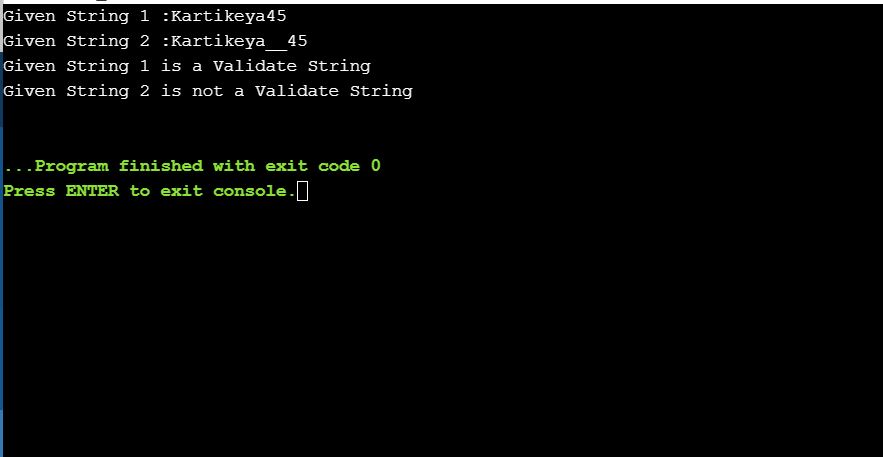 Given String 1 :Kartikeya45
Given String 2 :Kartikeya__45
Given String 1 is a Validate String
Given String 2 is not a Validate String
...Program finished with exit code 0
Press ENTER to exit console.